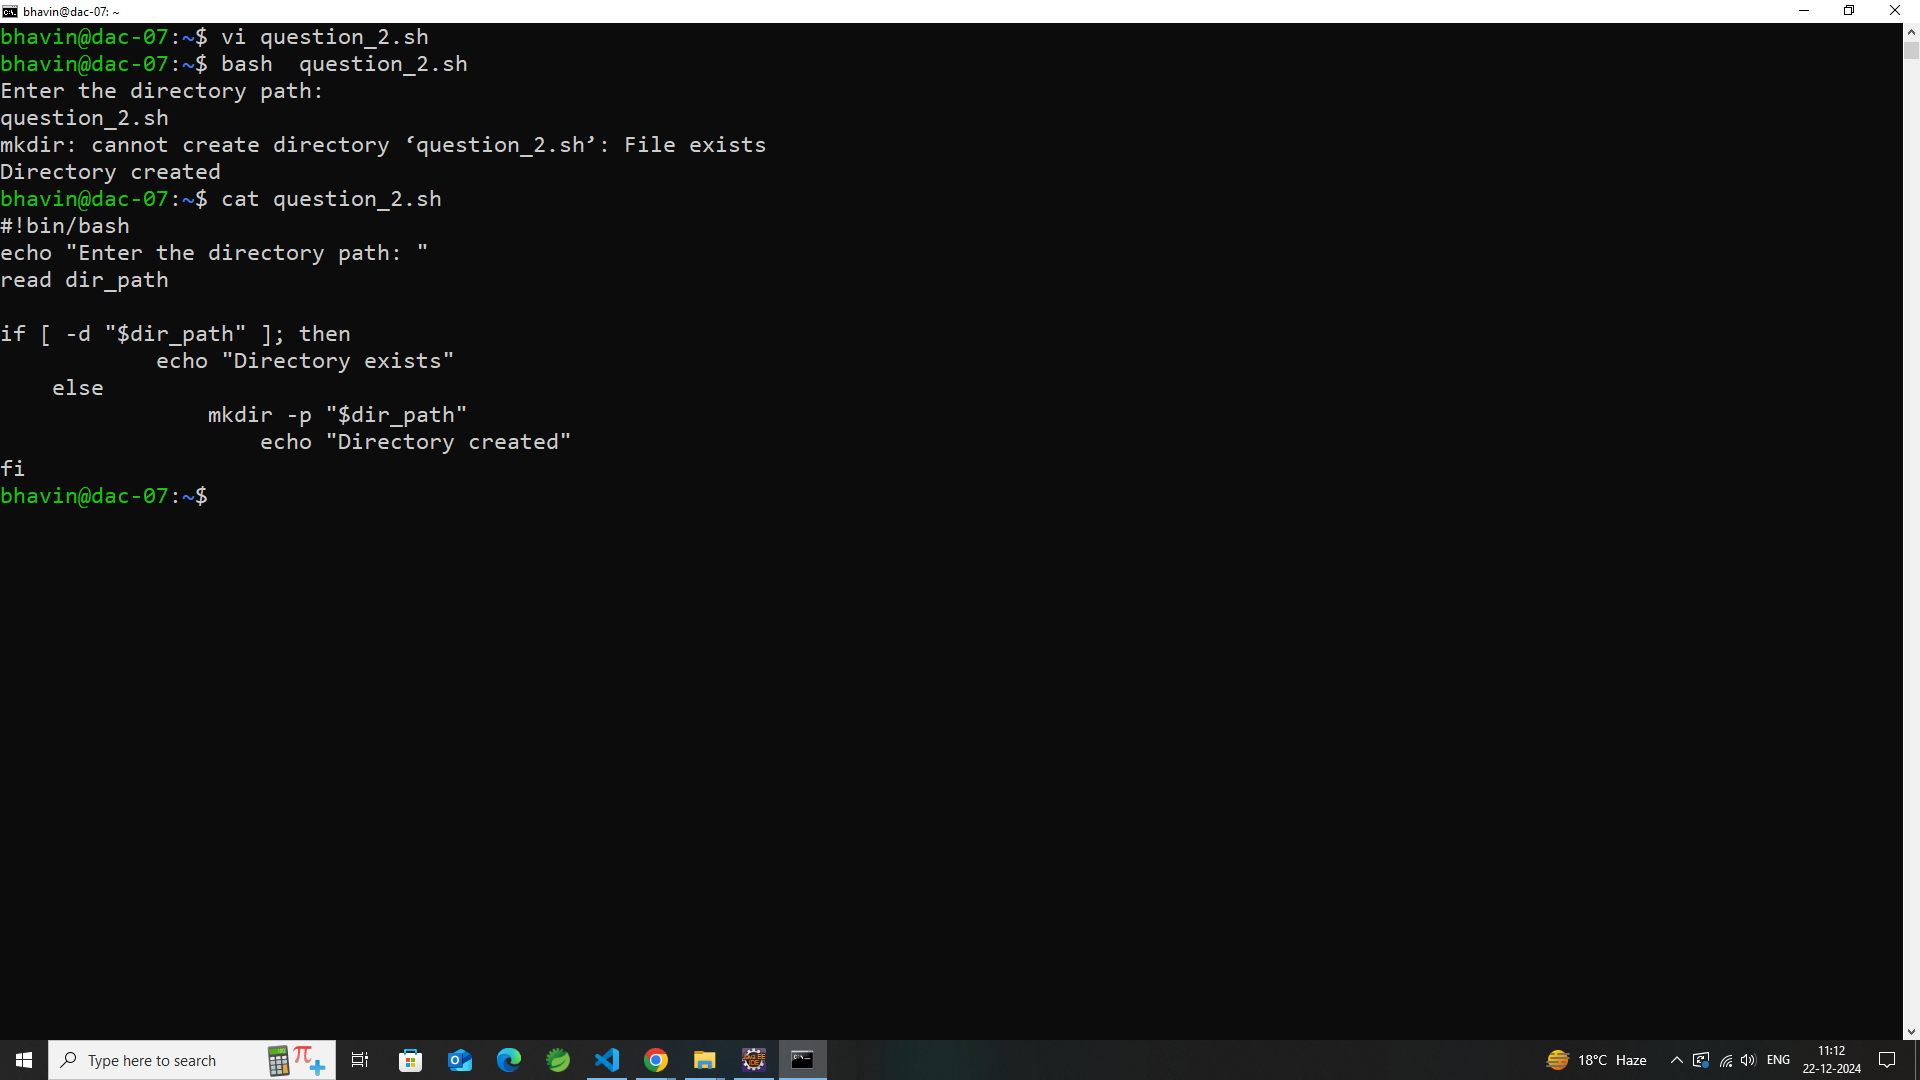 bhavin@dac-07: ~
bhavin@dac-07:~$ vi question_2.sh
bhavin@dac-07:~$ bash  question_2.sh
Enter the directory path:
question_2.sh
mkdir: cannot create directory ‘question_2.sh’: File exists
Directory created
bhavin@dac-07:~$ cat question_2.sh
#!bin/bash
echo "Enter the directory path: "
read dir_path

if [ -d "$dir_path" ]; then
            echo "Directory exists"
    else
                mkdir -p "$dir_path"
                    echo "Directory created"
fi
bhavin@dac-07:~$
Type here to search
18°C Haze
ENG
11:12
22-12-2024